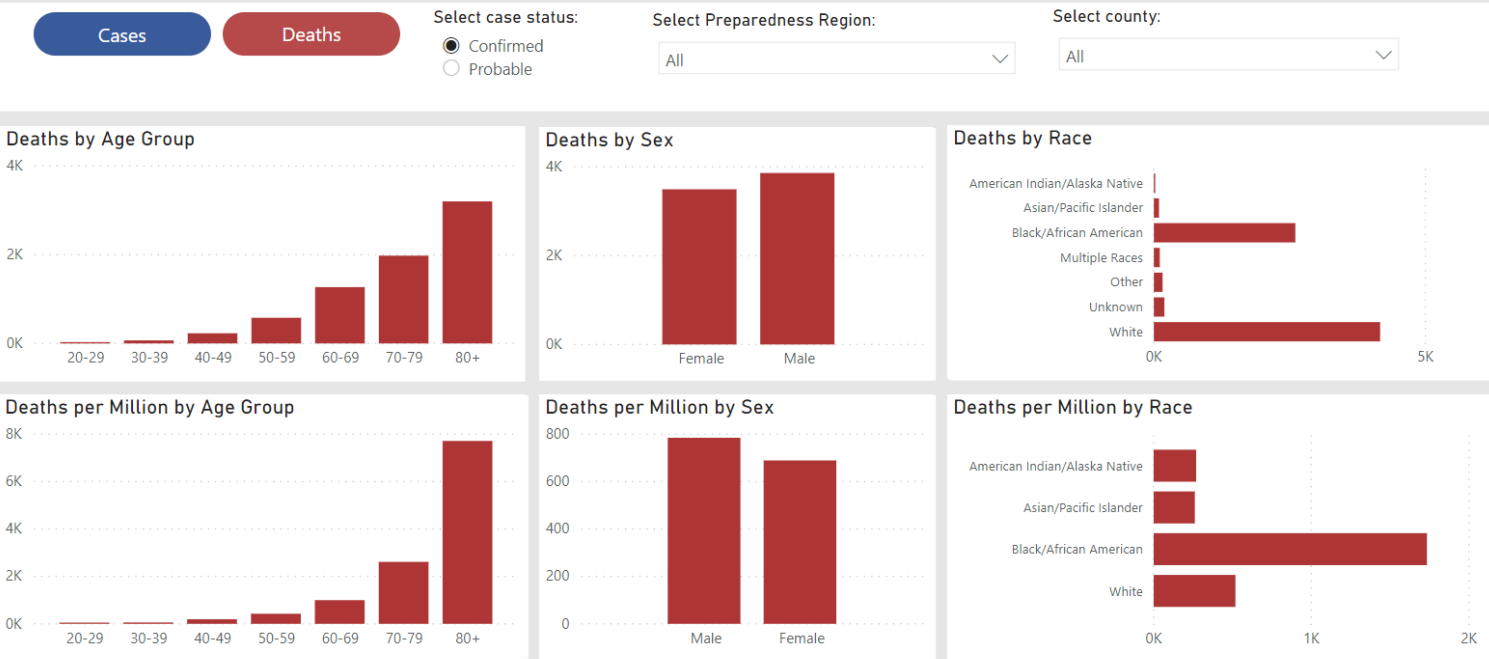 Cases
Deaths
Select case status:
Confirmed
Probable
Select Preparedness Region:
All
Select county:
All
Deaths by Age Group
4K
2K
0K
20-29 30-39 40-49 50-59 60-69 70-79 80+
Deaths by Sex
4K
2K
0K
Female Male
Deaths by Race
American Indian/Alaska Native
Asian/Pacific Islander
Black/African American
Multiple Races
Other
Unknown
White
0K 5K
Deaths per Million by Age Group
8K
6K
4K
2K
0K
20-29 30-39 40-49 50-59 60-69 70-79 80+
Deaths per Million by Sex
800
600
400
200
0
Male Female
Deaths per Million by Race
American Indian/Alaska Native
Asian/Pacific Islander
Black/African American
White
0K 1K 2K